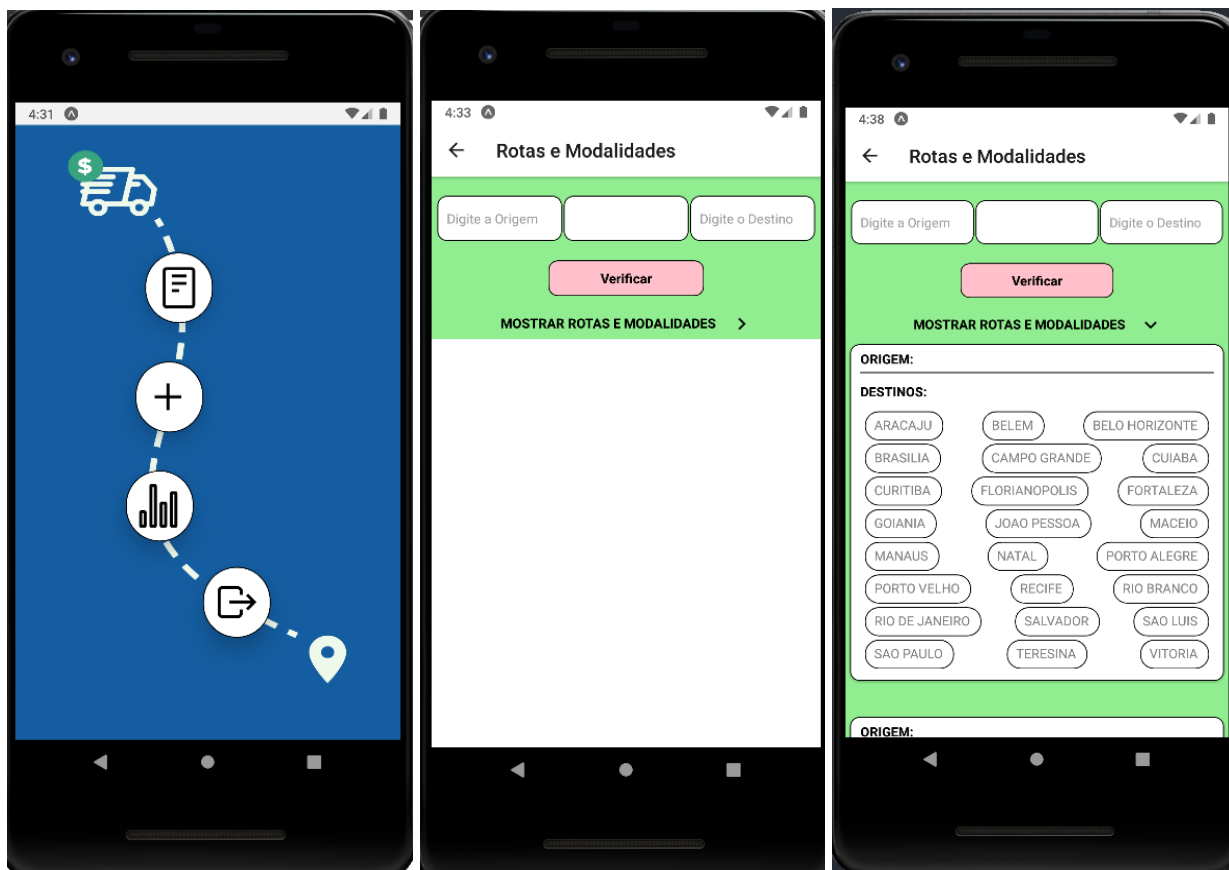 4:31
$
4:33
Rotas e Modalidades
Digite a Origem
Digite o Destino
Verificar
MOSTRAR ROTAS E MODALIDADES
4:38
Rotas e Modalidades
Digite a Origem
Digite o Destino
Verificar
MOSTRAR ROTAS E MODALIDADES
ORIGEM:
DESTINOS:
ARACAJU BELEM BELO HORIZONTE
BRASILIA CAMPO GRANDE CUIABA
CURITIBA FLORIANOPOLIS FORTALEZA
GOIANIA JOAO PESSOA MACEIO
MANAUS NATAL PORTO ALEGRE
PORTO VELHO RECIFE RIO BRANCO
RIO DE JANEIRO SALVADOR SAO LUIS
SAO PAULO TERESINA VITORIA
ORIGEM: